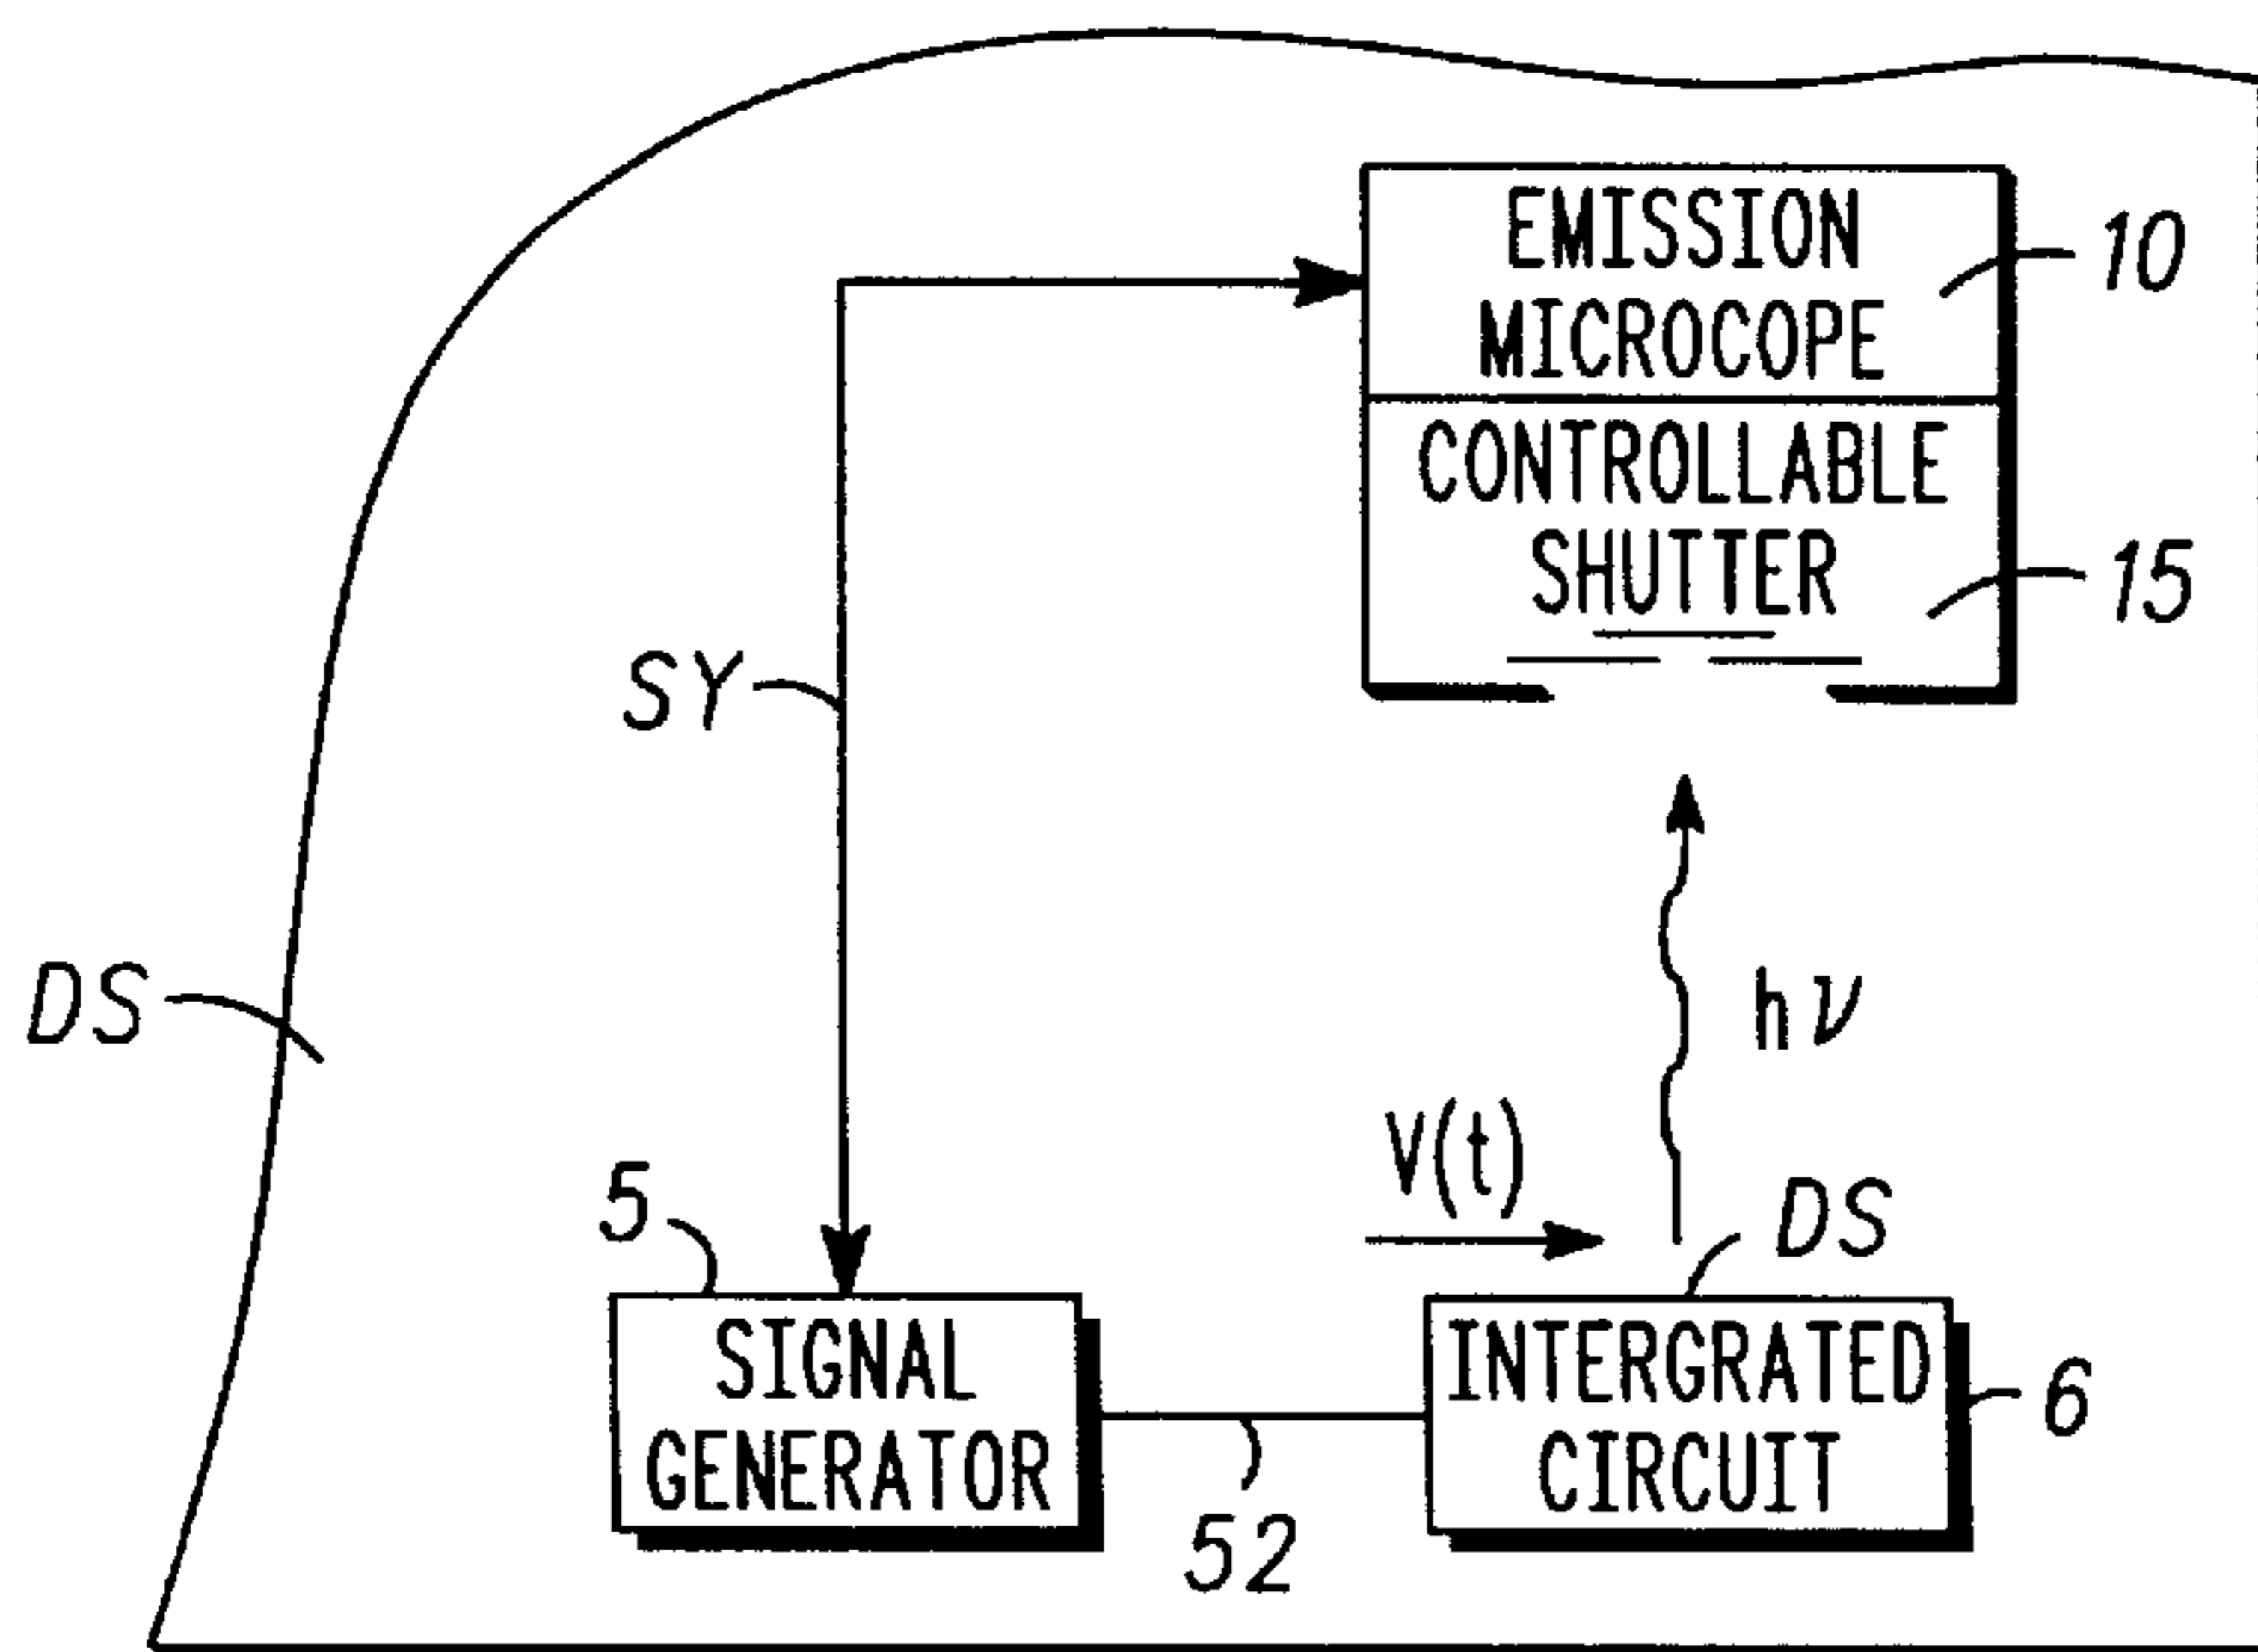 EMISSION
MICROCOPE
10
CONTROLLABLE
SHUTTER
15
SY
DS
hν
V(t)
5
DS
SIGNAL
GENERATOR
INTERGRATED
CIRCUIT
6
52